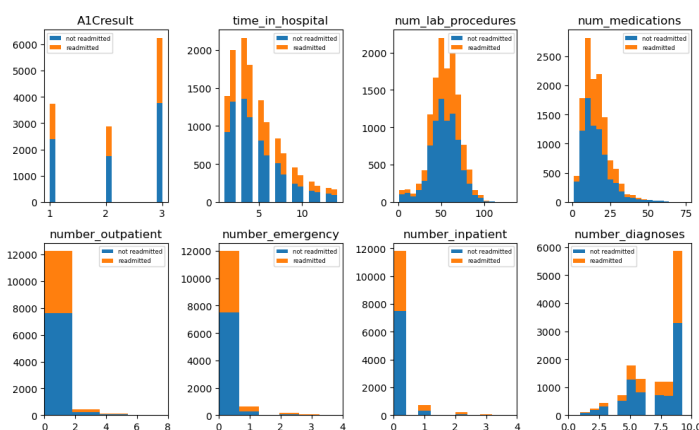 A1Cresult
not readmitted
readmitted
6000
5000
4000
3000
2000
1000
0
1 2 3
time_in_hospital
not readmitted
readmitted
2000
1500
1000
500
0
5 10
num_lab_procedures
not readmitted
readmitted
2000
1500
1000
500
0
0 50 100
num_medications
not readmitted
readmitted
2500
2000
1500
1000
500
0
0 25 50 75
number_outpatient
not readmitted
readmitted
12000
10000
8000
6000
4000
2000
0
0 2 4 6 8
number_emergency
not readmitted
readmitted
12000
10000
8000
6000
4000
2000
0
0 1 2 3 4
number_inpatient
not readmitted
readmitted
12000
10000
8000
6000
4000
2000
0
0 1 2 3 4
number_diagnoses
not readmitted
readmitted
6000
5000
4000
3000
2000
1000
0
0.0 2.5 5.0 7.5 10.0